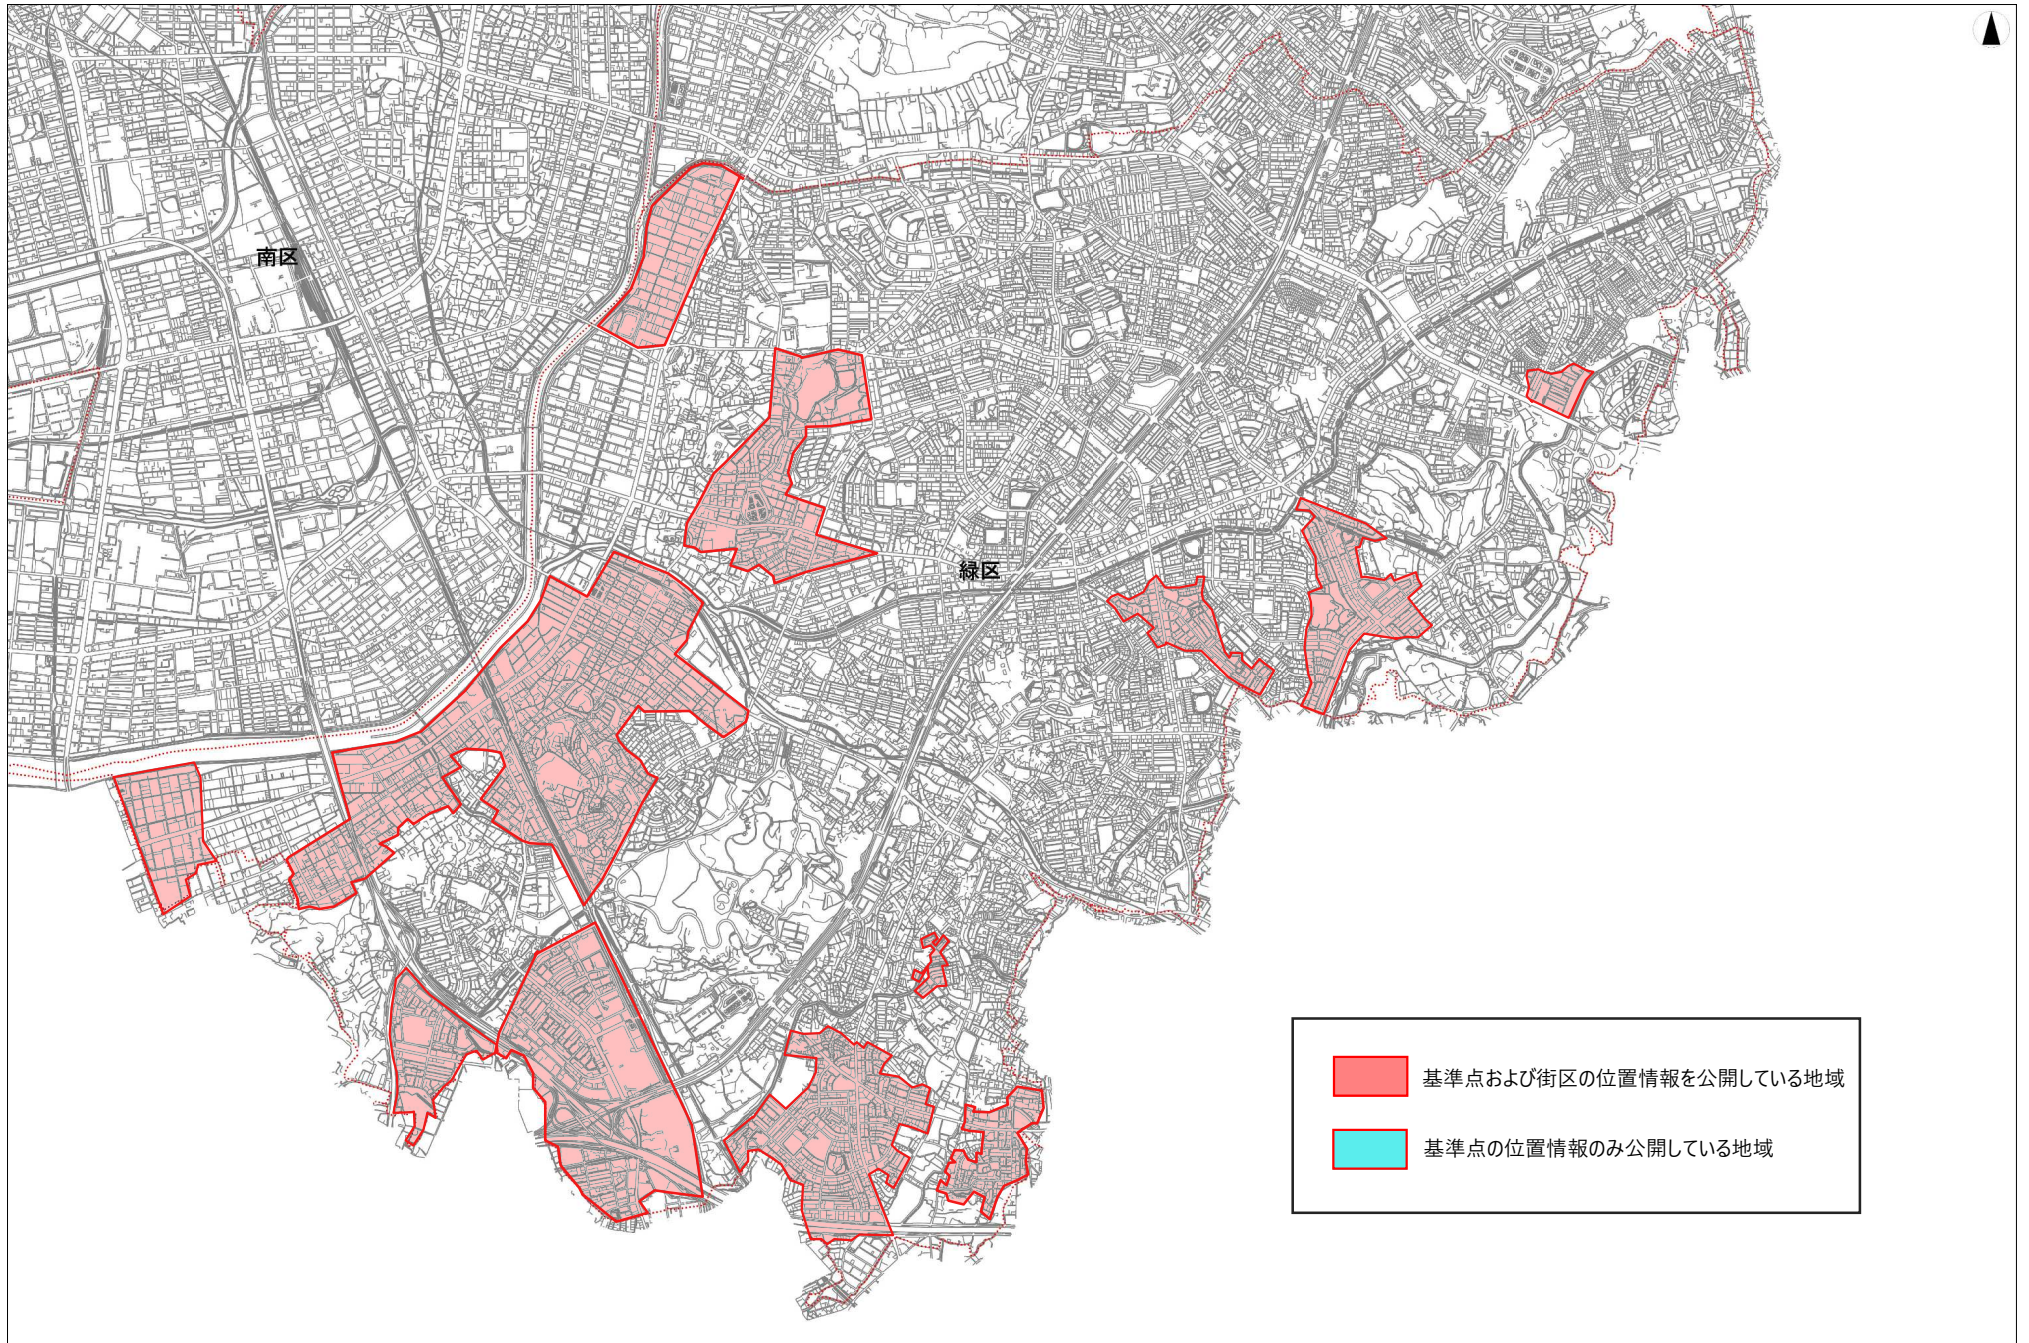 南区
緑区
基準点および街区の位置情報を公開している地域
基準点の位置情報のみ公開している地域